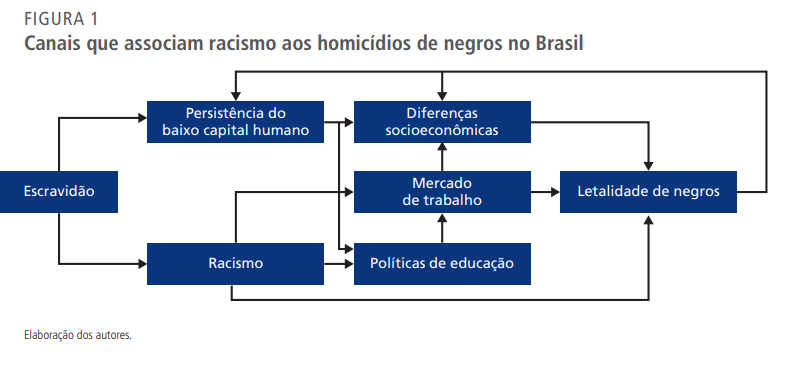 FIGURA 1
Canais que associam racismo aos homicídios de negros no Brasil
Persistência do
baixo capital humano
Diferenças
socioeconômicas
Escravidão
Mercado
de trabalho
Letalidade de negros
Racismo
Políticas de educação
Elaboração dos autores.